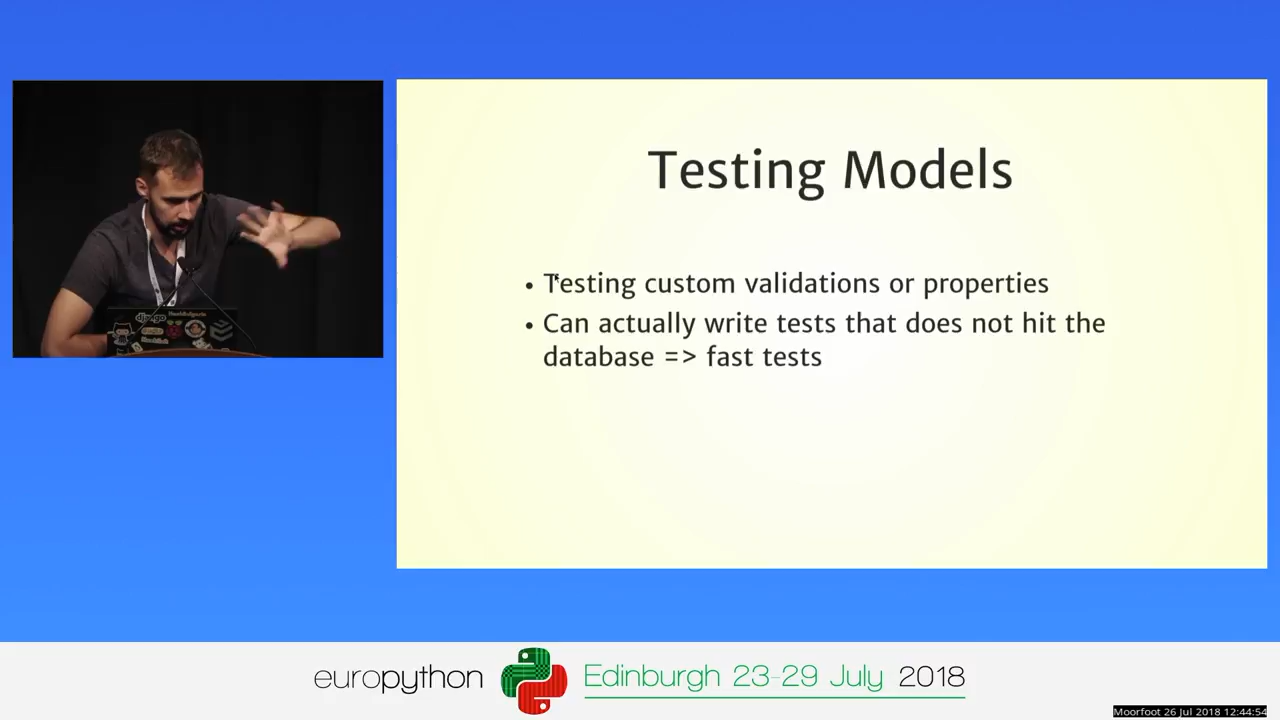 Testing Models
• Testing custom validations or properties
• Can actually write tests that does not hit the
database => fast tests
django
europython
Edinburgh 23-29 July 2018
Moorfoot 26 Jul 2018 12:44:54